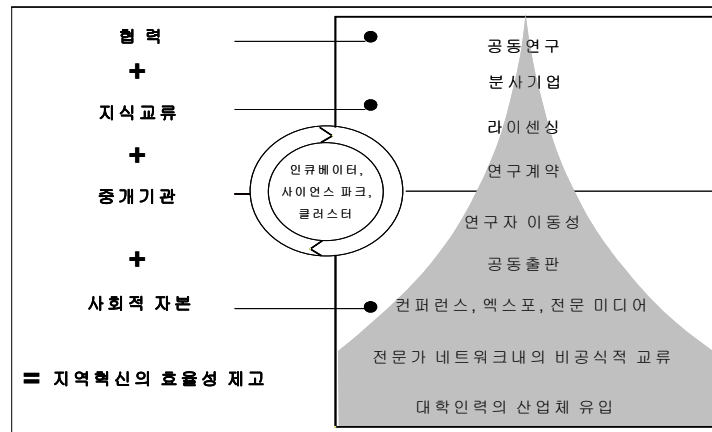 협 력
+
지식교류
+
중개기관
+
사회적 자본
= 지역혁신의 효율성 제고
인큐베이터,
사이언스 파크,
클러스터
공동연구
분사기업
라이센싱
연구계약
연구자 이동성
공동출판
컨퍼런스, 엑스포, 전문 미디어
전문가 네트워크내의 비공식적 교류
대학인력의 산업체 유입